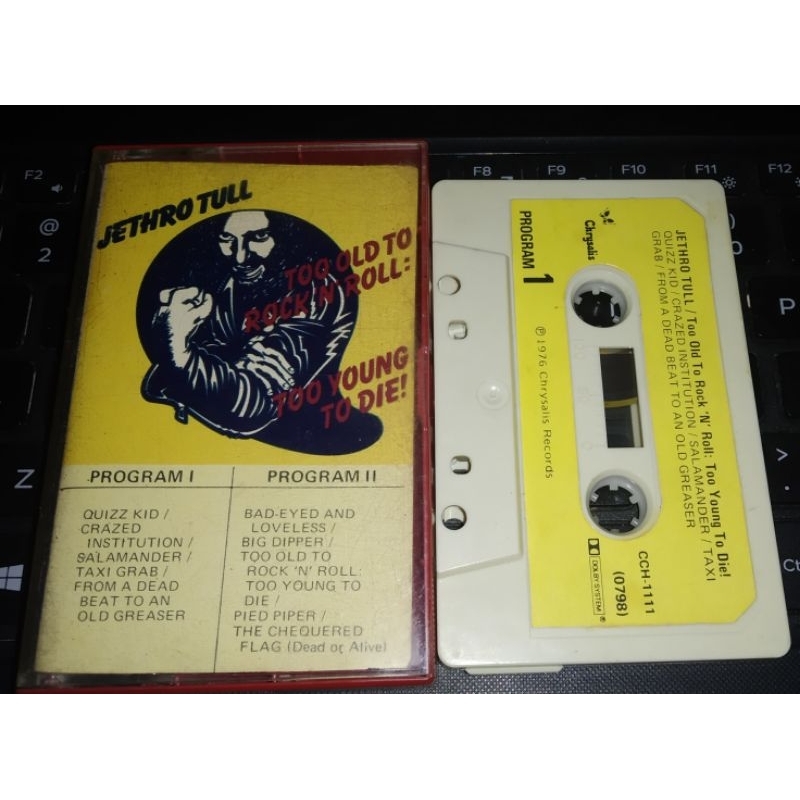 JETHRO TULL
TOO OLD TO
ROCK 'N' ROLL:
TOO YOUNG
TO DIE!
PROGRAM I
QUIZZ KID /
CRAZED
INSTITUTION /
SALAMANDER /
TAXI GRAB /
FROM A DEAD
BEAT TO AN
OLD GREASER
PROGRAM II
BAD-EYED AND
LOVELESS /
BIG DIPPER /
TOO OLD TO
ROCK 'N' ROLL:
TOO YOUNG TO
DIE /
PIED PIPER /
THE CHEQUERED
FLAG (Dead or Alive)
JETHRO TULL / Too Old To Rock 'N' Roll: Too Young To Die!
QUIZZ KID / CRAZED INSTITUTION / SALAMANDER / TAXI
GRAB / FROM A DEAD BEAT TO AN OLD GREASER
Chrysalis
PROGRAM 1
℗ 1976 Chrysalis Records
CCH-1111
(0798)
DOLBY SYSTEM ®
F2
@
2
Z
F8
F9
F10
F11
F12
P
>
.
Ct